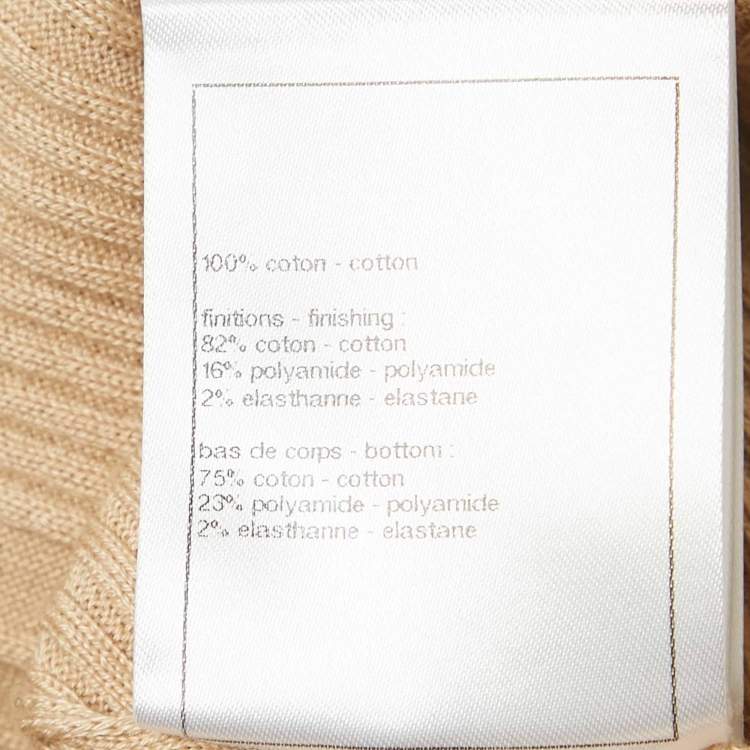 100% coton - cotton
finitions - finishing :
82% coton - cotton
16% polyamide - polyamide
2% elasthanne - elastane
bas de corps - bottom :
75% coton - cotton
23% polyamide - polyamide
2% elasthanne - elastane